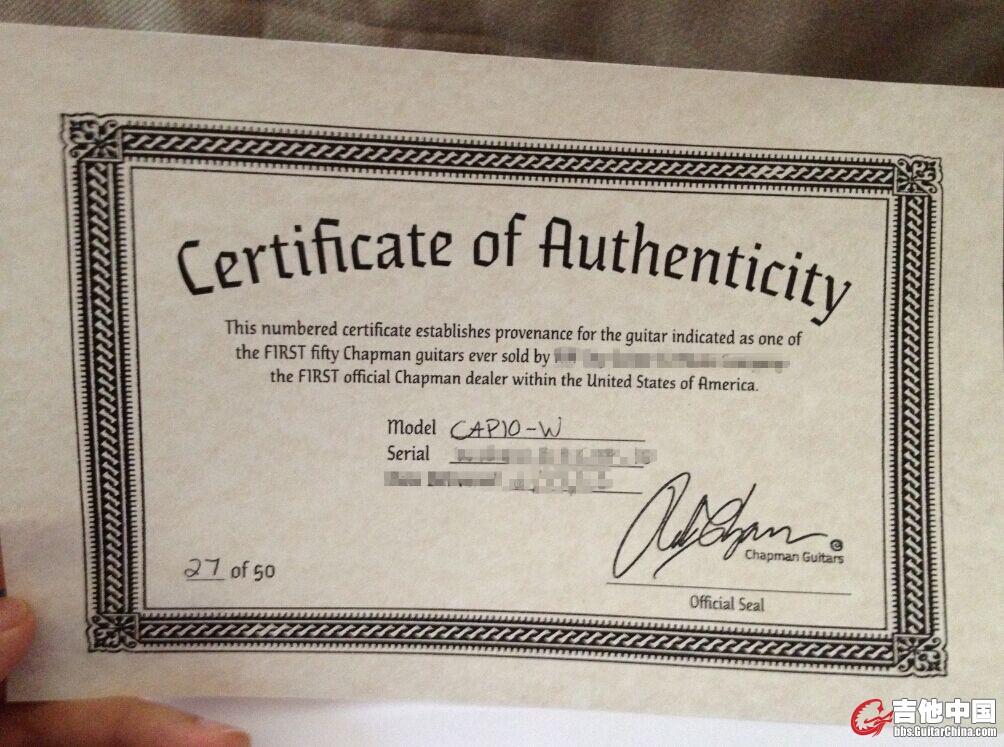 Certificate of Authenticity
This numbered certificate establishes provenance for the guitar indicated as one of
the FIRST fifty Chapman guitars ever sold by
the FIRST official Chapman dealer within the United States of America.
Model CAP10-W
Serial
27 of 50
Chapman Guitars
Official Seal
吉他中国
bbs.GuitarChina.com